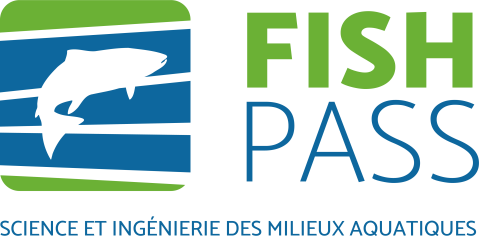 FISH
PASS
SCIENCE ET INGÉNIERIE DES MILIEUX AQUATIQUES